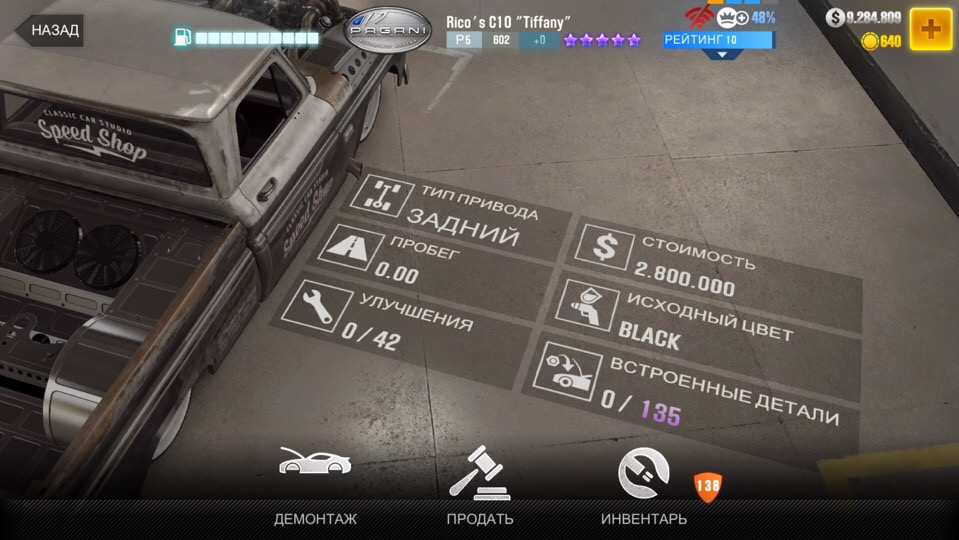 НАЗАД
PAGANI
Rico's C10 "Tiffany"
P5 602 +0
48%
РЕЙТИНГ 10
9,284,809
640
CLASSIC CAR STUDIO
Speed Shop
ТИП ПРИВОДА
ЗАДНИЙ
ПРОБЕГ
0.00
УЛУЧШЕНИЯ
0/42
$ СТОИМОСТЬ
2.800.000
ИСХОДНЫЙ ЦВЕТ
BLACK
ВСТРОЕННЫЕ ДЕТАЛИ
0/135
138
ДЕМОНТАЖ
ПРОДАТЬ
ИНВЕНТАРЬ